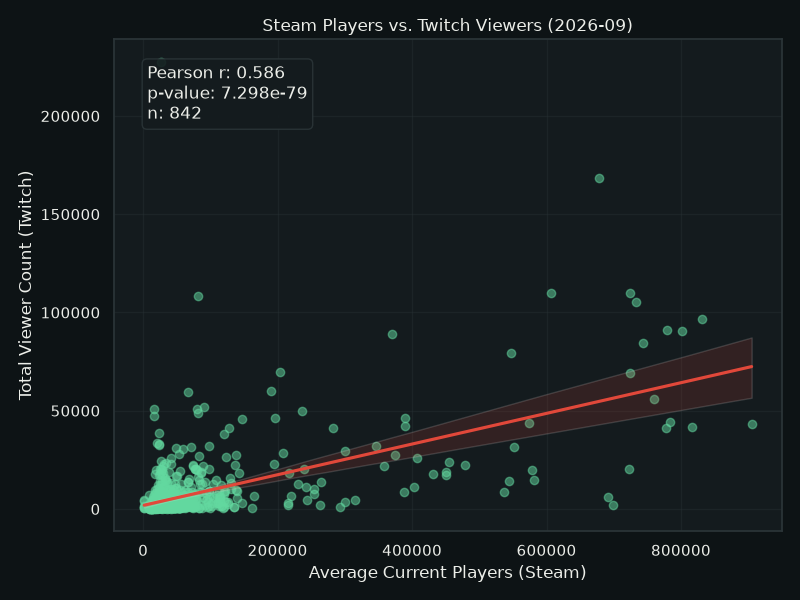 Steam Players vs. Twitch Viewers (2026-09)
Pearson r: 0.586
p-value: 7.298e-79
n: 842
Total Viewer Count (Twitch)
200000
150000
100000
50000
0
0 200000 400000 600000 800000
Average Current Players (Steam)